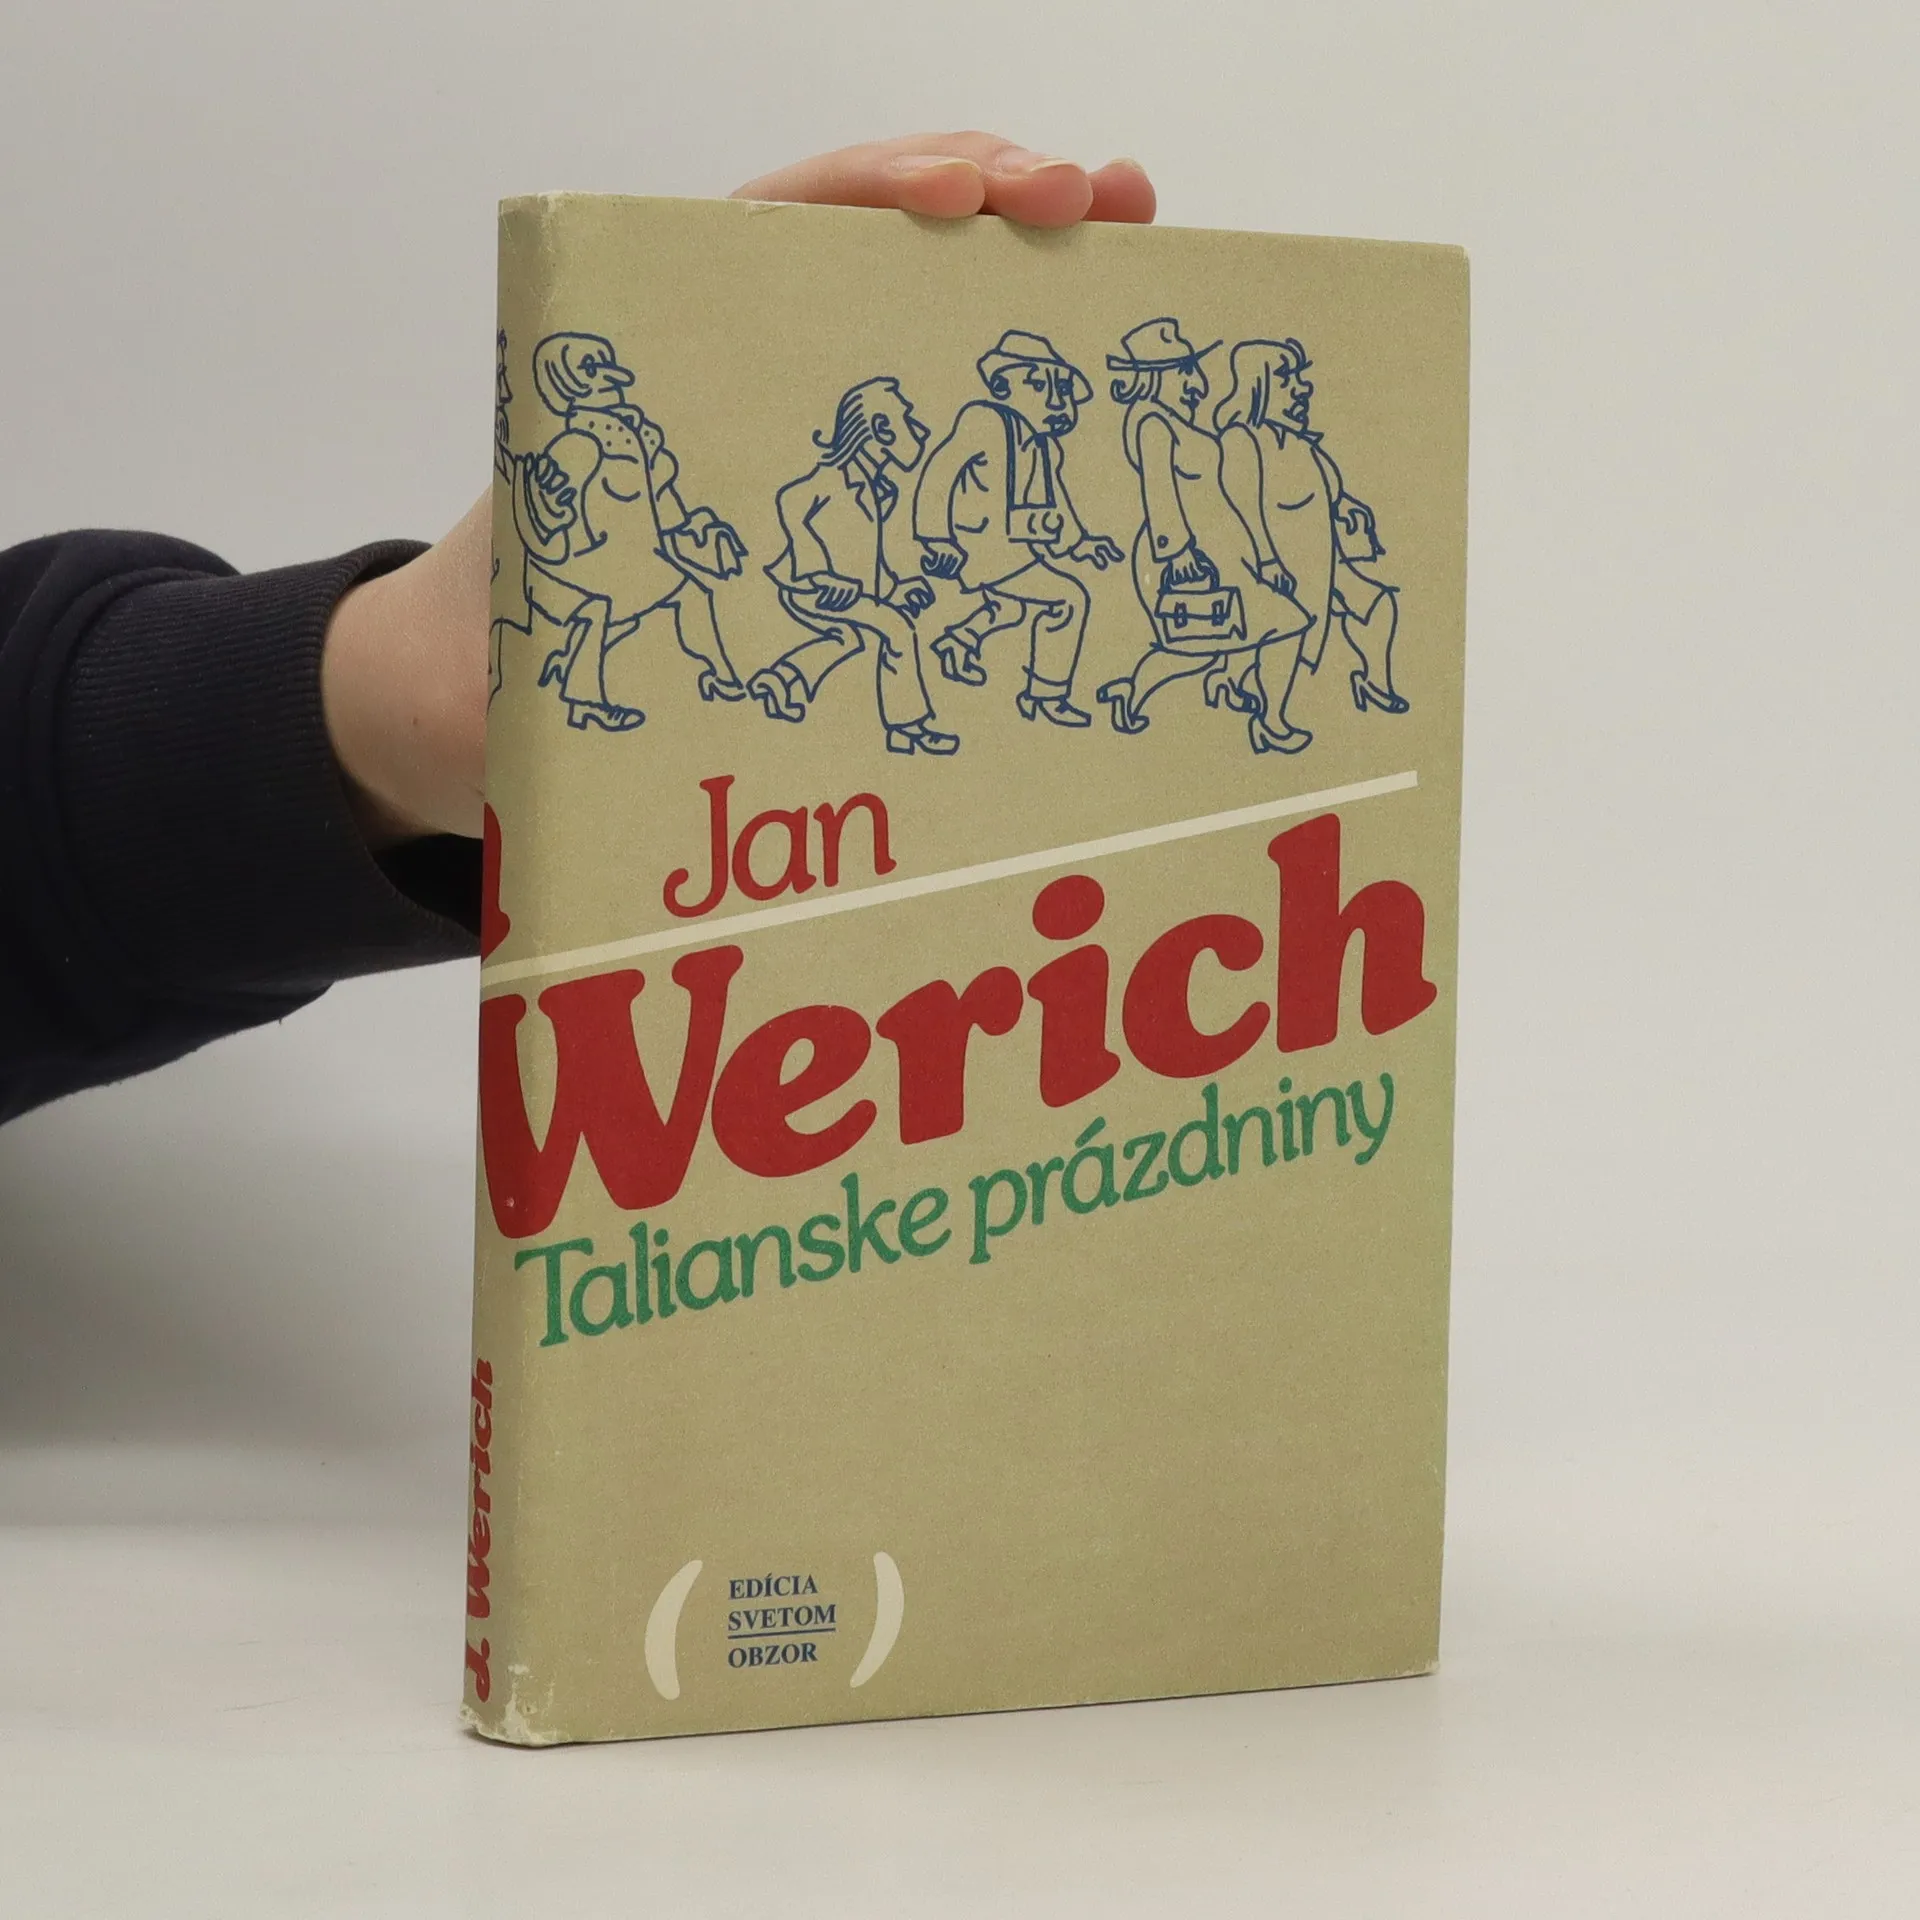 Jan
Werich
Talianske prázdniny
EDÍCIA
SVETOM
OBZOR
J. Werich